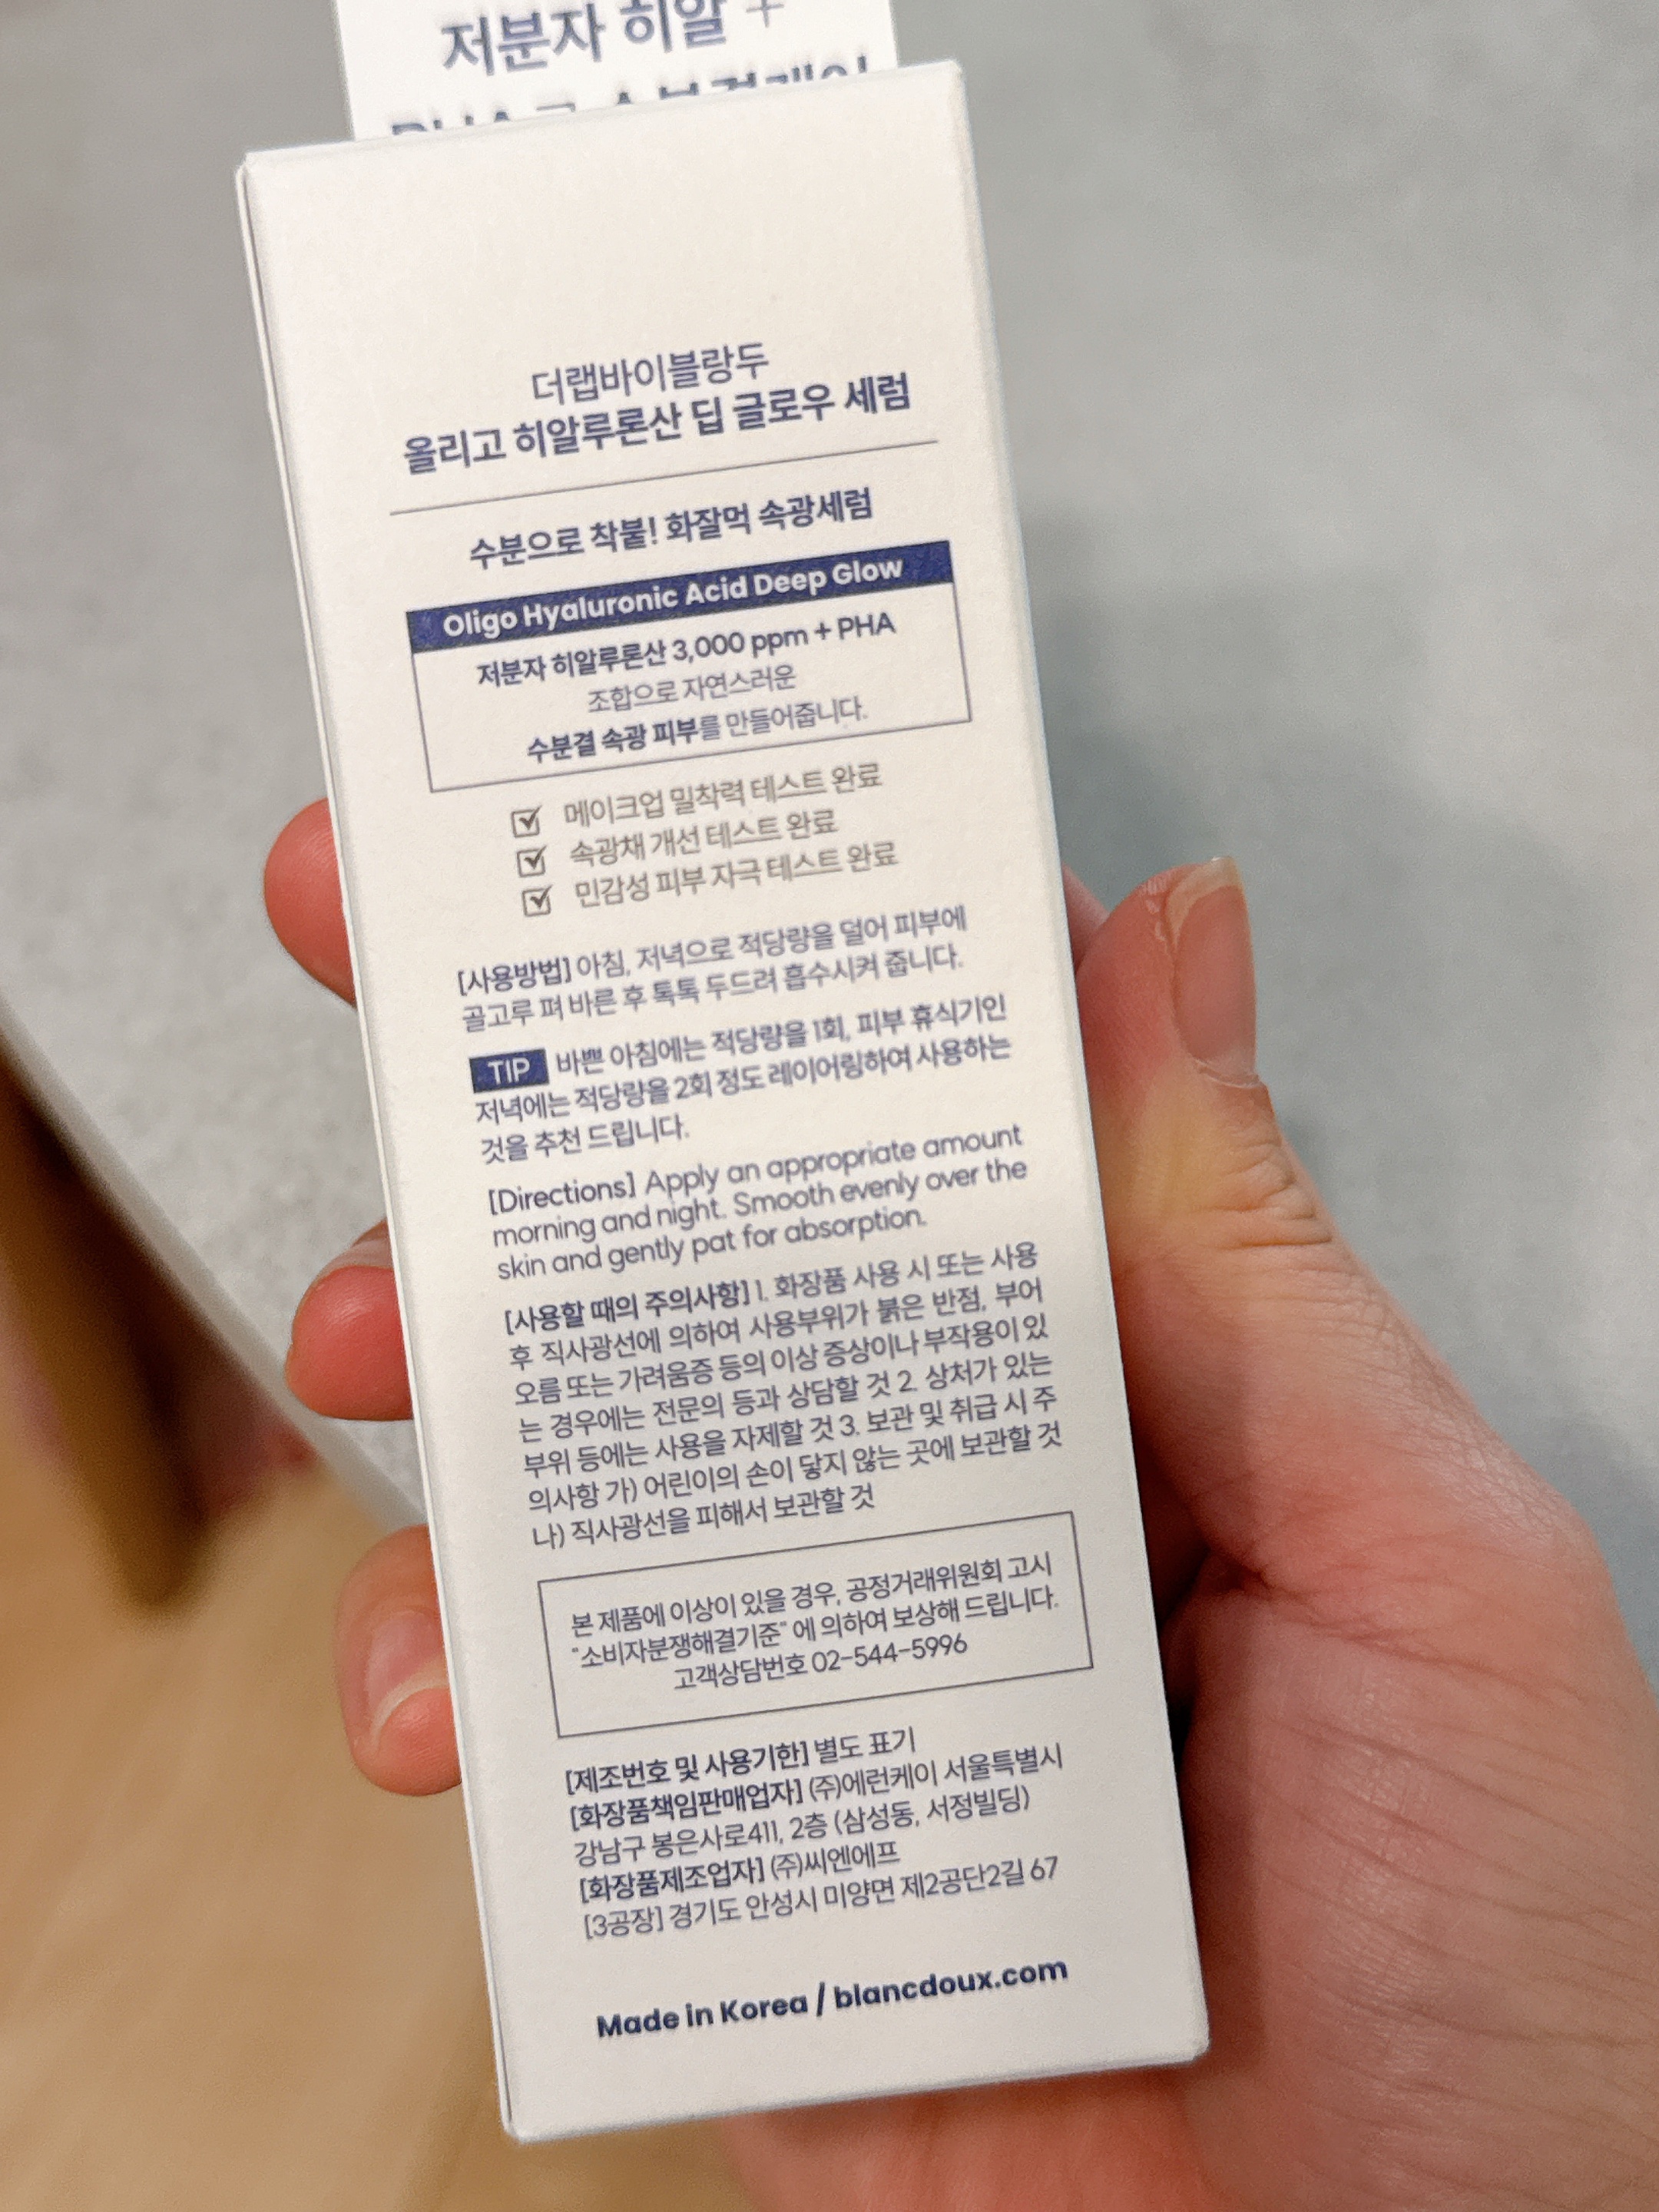 저분자 히알 +
더랩바이블랑두
올리고 히알루론산 딥 글로우 세럼
수분으로 착붙! 화잘먹 속광세럼
Oligo Hyaluronic Acid Deep Glow
저분자 히알루론산 3,000 ppm + PHA
조합으로 자연스러운
수분결 속광 피부를 만들어줍니다.
메이크업 밀착력 테스트 완료
속광채 개선 테스트 완료
민감성 피부 자극 테스트 완료
[사용방법] 아침, 저녁으로 적당량을 덜어 피부에
골고루 펴 바른 후 톡톡 두드려 흡수시켜 줍니다.
TIP 바쁜 아침에는 적당량을 1회, 피부 휴식기인
저녁에는 적당량을 2회 정도 레이어링하여 사용하는
것을 추천 드립니다.
[Directions] Apply an appropriate amount
morning and night. Smooth evenly over the
skin and gently pat for absorption.
[사용할 때의 주의사항] 1. 화장품 사용 시 또는 사용
후 직사광선에 의하여 사용부위가 붉은 반점, 부어
오름 또는 가려움증 등의 이상 증상이나 부작용이 있
는 경우에는 전문의 등과 상담할 것 2. 상처가 있는
부위 등에는 사용을 자제할 것 3. 보관 및 취급 시 주
의사항 가) 어린이의 손이 닿지 않는 곳에 보관할 것
나) 직사광선을 피해서 보관할 것
본 제품에 이상이 있을 경우, 공정거래위원회 고시
"소비자분쟁해결기준" 에 의하여 보상해 드립니다.
고객상담번호 02-544-5996
[제조번호 및 사용기한] 별도 표기
[화장품책임판매업자] (주)에런케이 서울특별시
강남구 봉은사로411, 2층 (삼성동, 서정빌딩)
[화장품제조업자] (주)씨엔에프
[3공장] 경기도 안성시 미양면 제2공단2길 67
Made in Korea / blancdoux.com